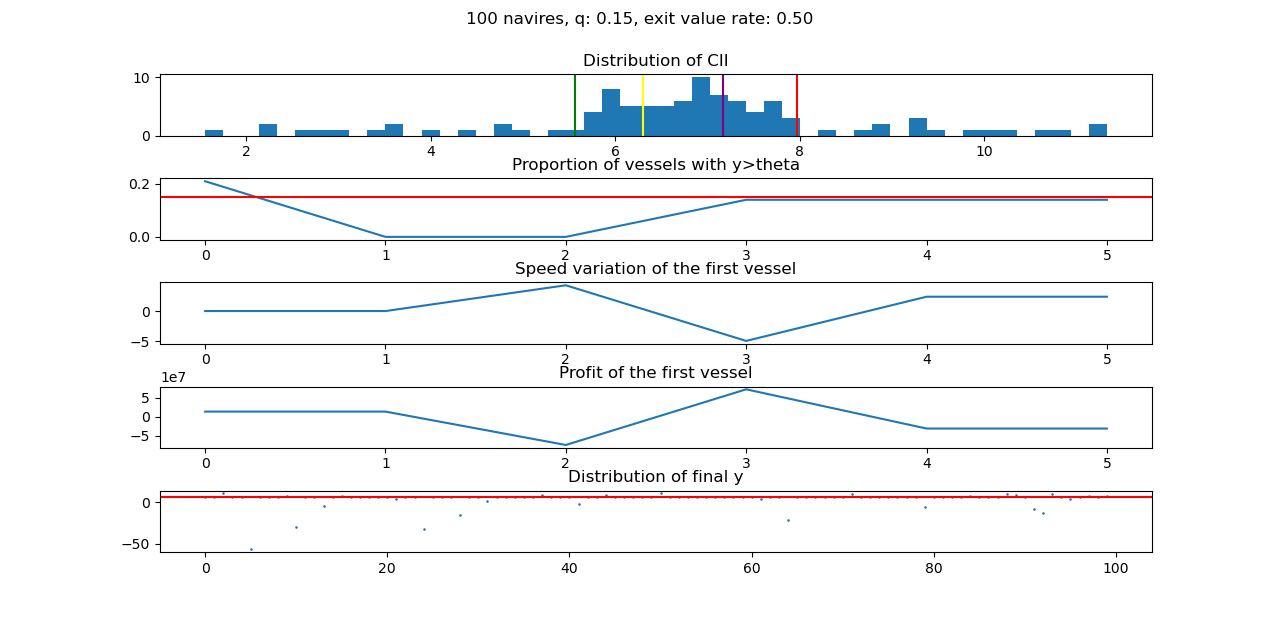 100 navires, q: 0.15, exit value rate: 0.50
Distribution of CII
10
0
2 4 6 8 10
Proportion of vessels with y>theta
0.2
0.0
0 1 2 3 4 5
Speed variation of the first vessel
0
−5
0 1 2 3 4 5
Profit of the first vessel
1e7
5
0
−5
0 1 2 3 4 5
Distribution of final y
0
−50
0 20 40 60 80 100